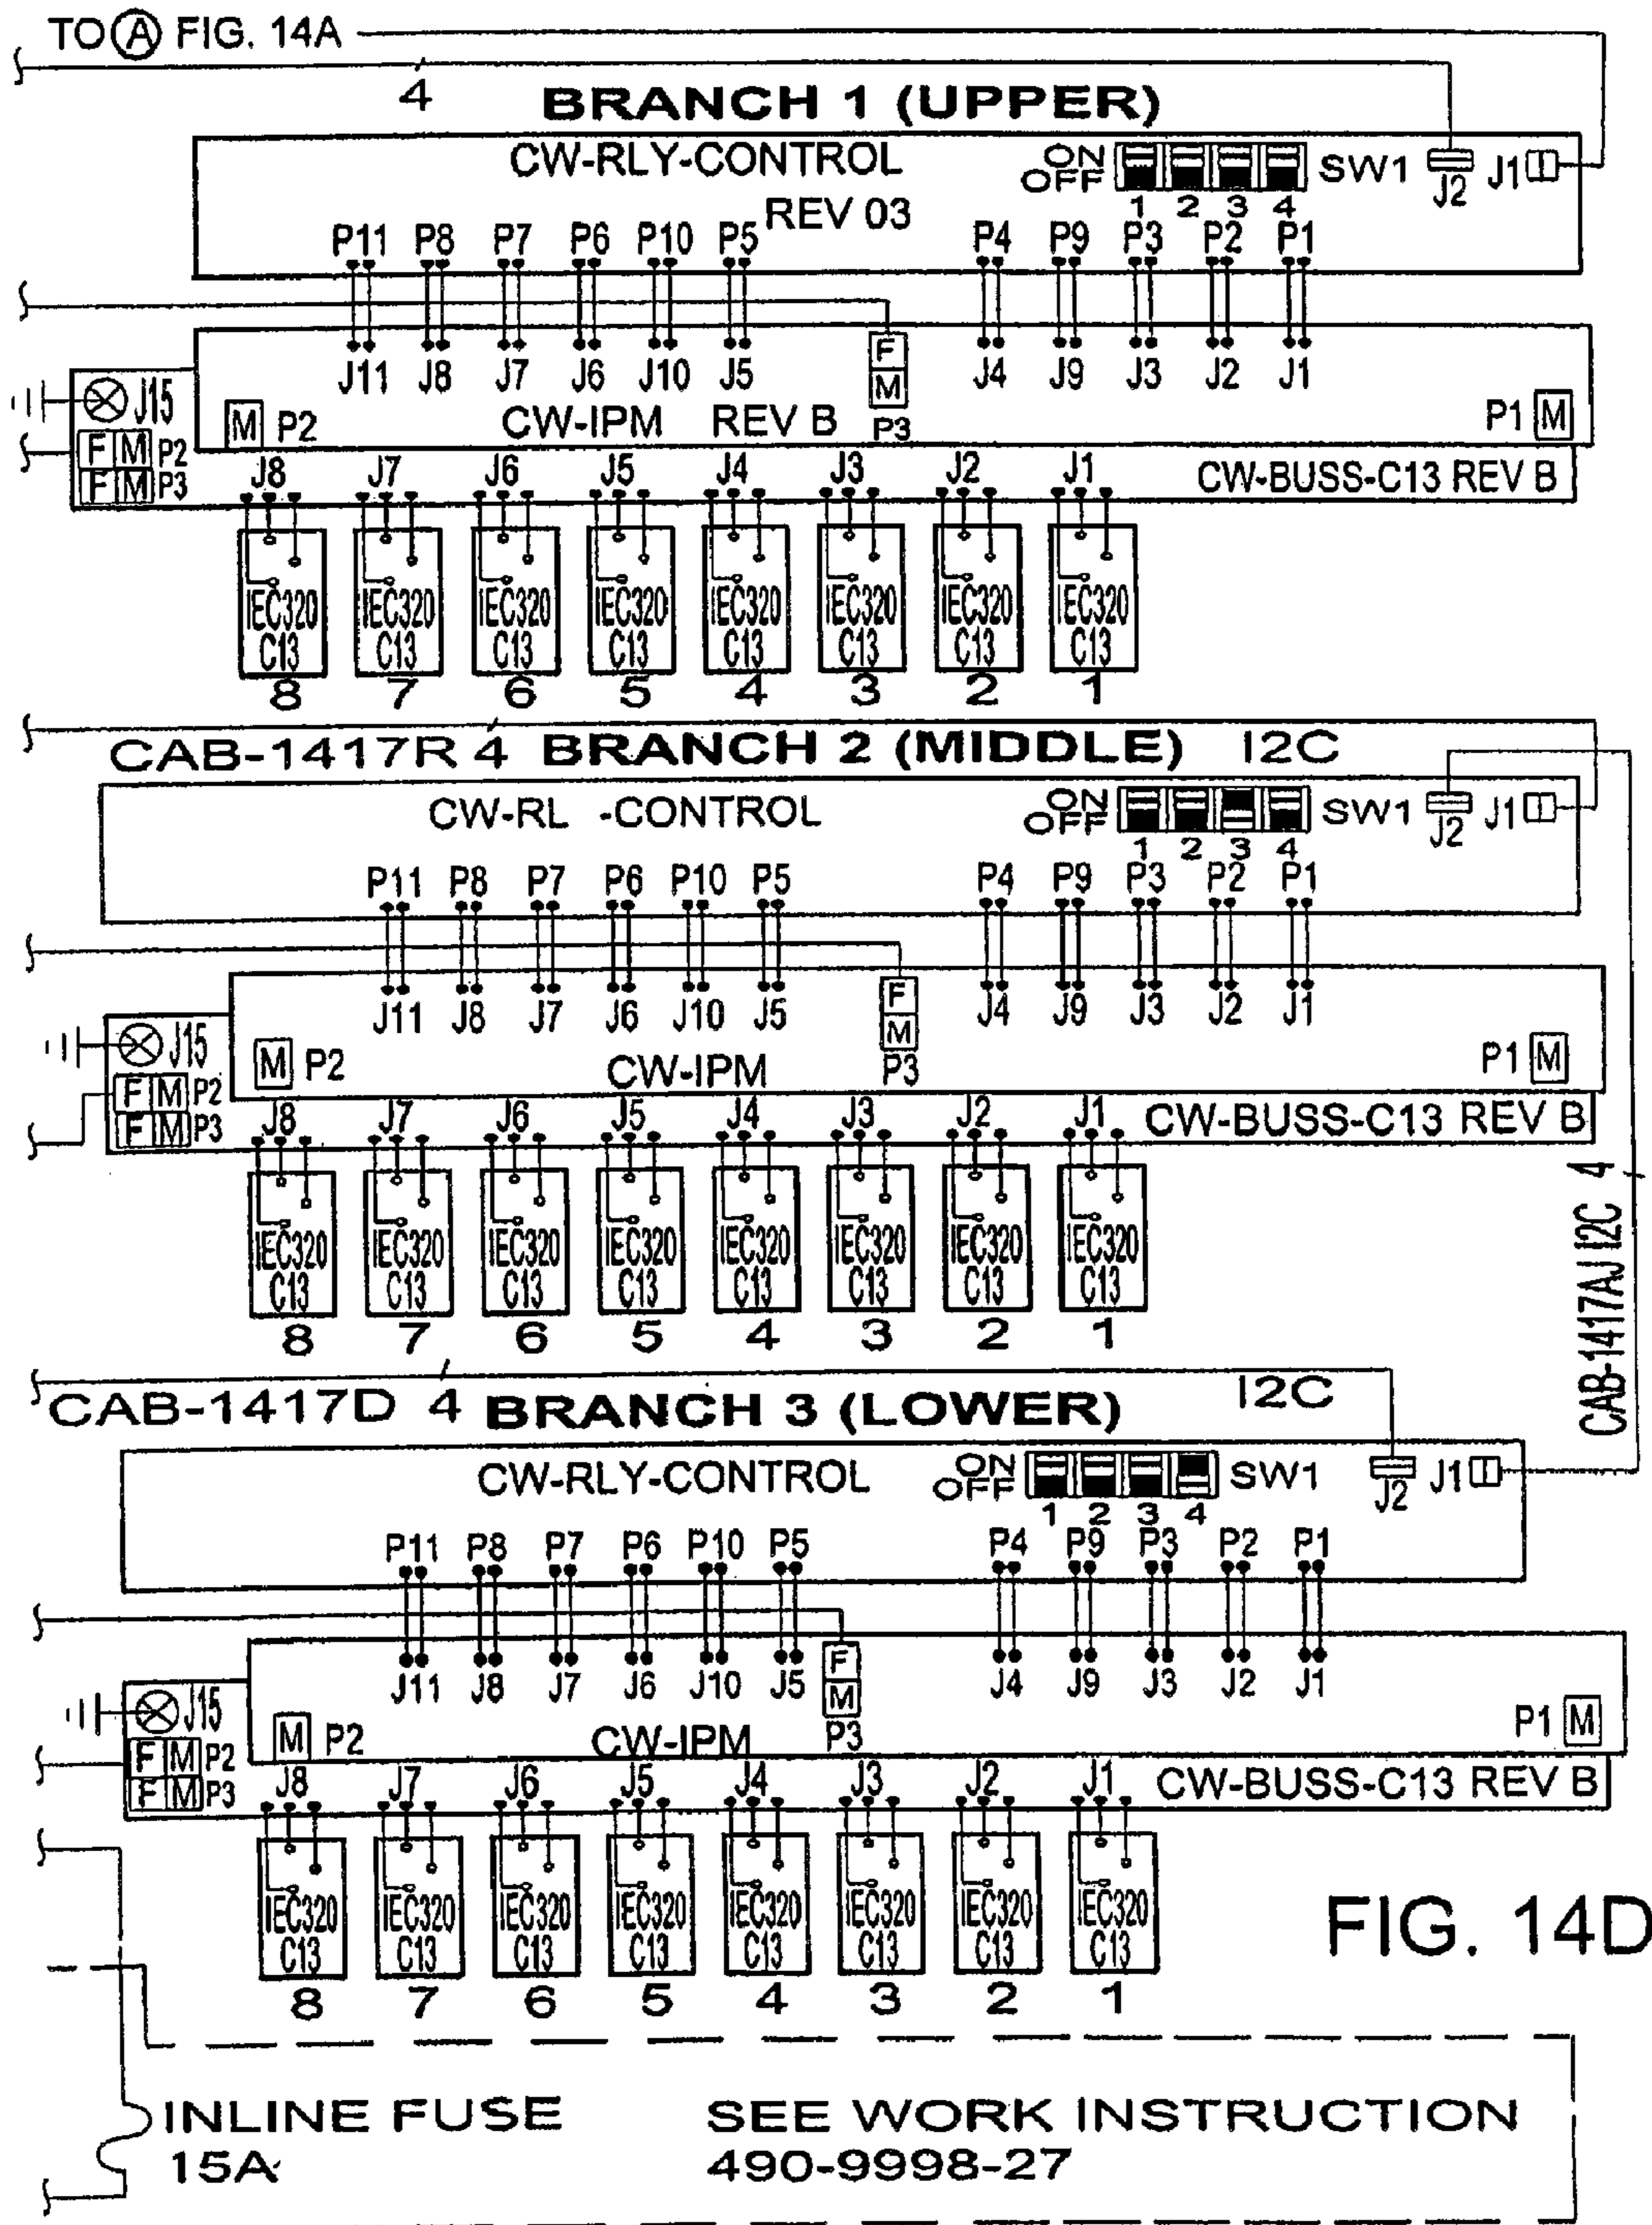 TO A FIG. 14A
4
BRANCH 1 (UPPER)
CW-RLY-CONTROL
REV 03
ON
OFF
1 2 3 4
SW1
J2
J1
P11 P8 P7 P6 P10 P5 P4 P9 P3 P2 P1
J11 J8 J7 J6 J10 J5 J4 J9 J3 J2 J1
F
M
P3
J15
F M P2
F M P3
M P2
CW-IPM REV B
P1 M
J8 J7 J6 J5 J4 J3 J2 J1
CW-BUSS-C13 REV B
IEC320 IEC320 IEC320 IEC320 IEC320 IEC320 IEC320 IEC320
C13 C13 C13 C13 C13 C13 C13 C13
8 7 6 5 4 3 2 1
CAB-1417R 4 BRANCH 2 (MIDDLE) I2C
CW-RL -CONTROL
ON
OFF
1 2 3 4
SW1
J2
J1
P11 P8 P7 P6 P10 P5 P4 P9 P3 P2 P1
J11 J8 J7 J6 J10 J5 J4 J9 J3 J2 J1
F
M
P3
J15
F M P2
F M P3
M P2
CW-IPM
P1 M
J8 J7 J6 J5 J4 J3 J2 J1
CW-BUSS-C13 REV B
IEC320 IEC320 IEC320 IEC320 IEC320 IEC320 IEC320 IEC320
C13 C13 C13 C13 C13 C13 C13 C13
8 7 6 5 4 3 2 1
CAB-1417AJ I2C 4
CAB-1417D 4 BRANCH 3 (LOWER) I2C
CW-RLY-CONTROL
ON
OFF
1 2 3 4
SW1
J2
J1
P11 P8 P7 P6 P10 P5 P4 P9 P3 P2 P1
J11 J8 J7 J6 J10 J5 J4 J9 J3 J2 J1
F
M
P3
J15
F M P2
F M P3
M P2
CW-IPM
P1 M
J8 J7 J6 J5 J4 J3 J2 J1
CW-BUSS-C13 REV B
IEC320 IEC320 IEC320 IEC320 IEC320 IEC320 IEC320 IEC320
C13 C13 C13 C13 C13 C13 C13 C13
8 7 6 5 4 3 2 1
FIG. 14D
INLINE FUSE
15A
SEE WORK INSTRUCTION
490-9998-27